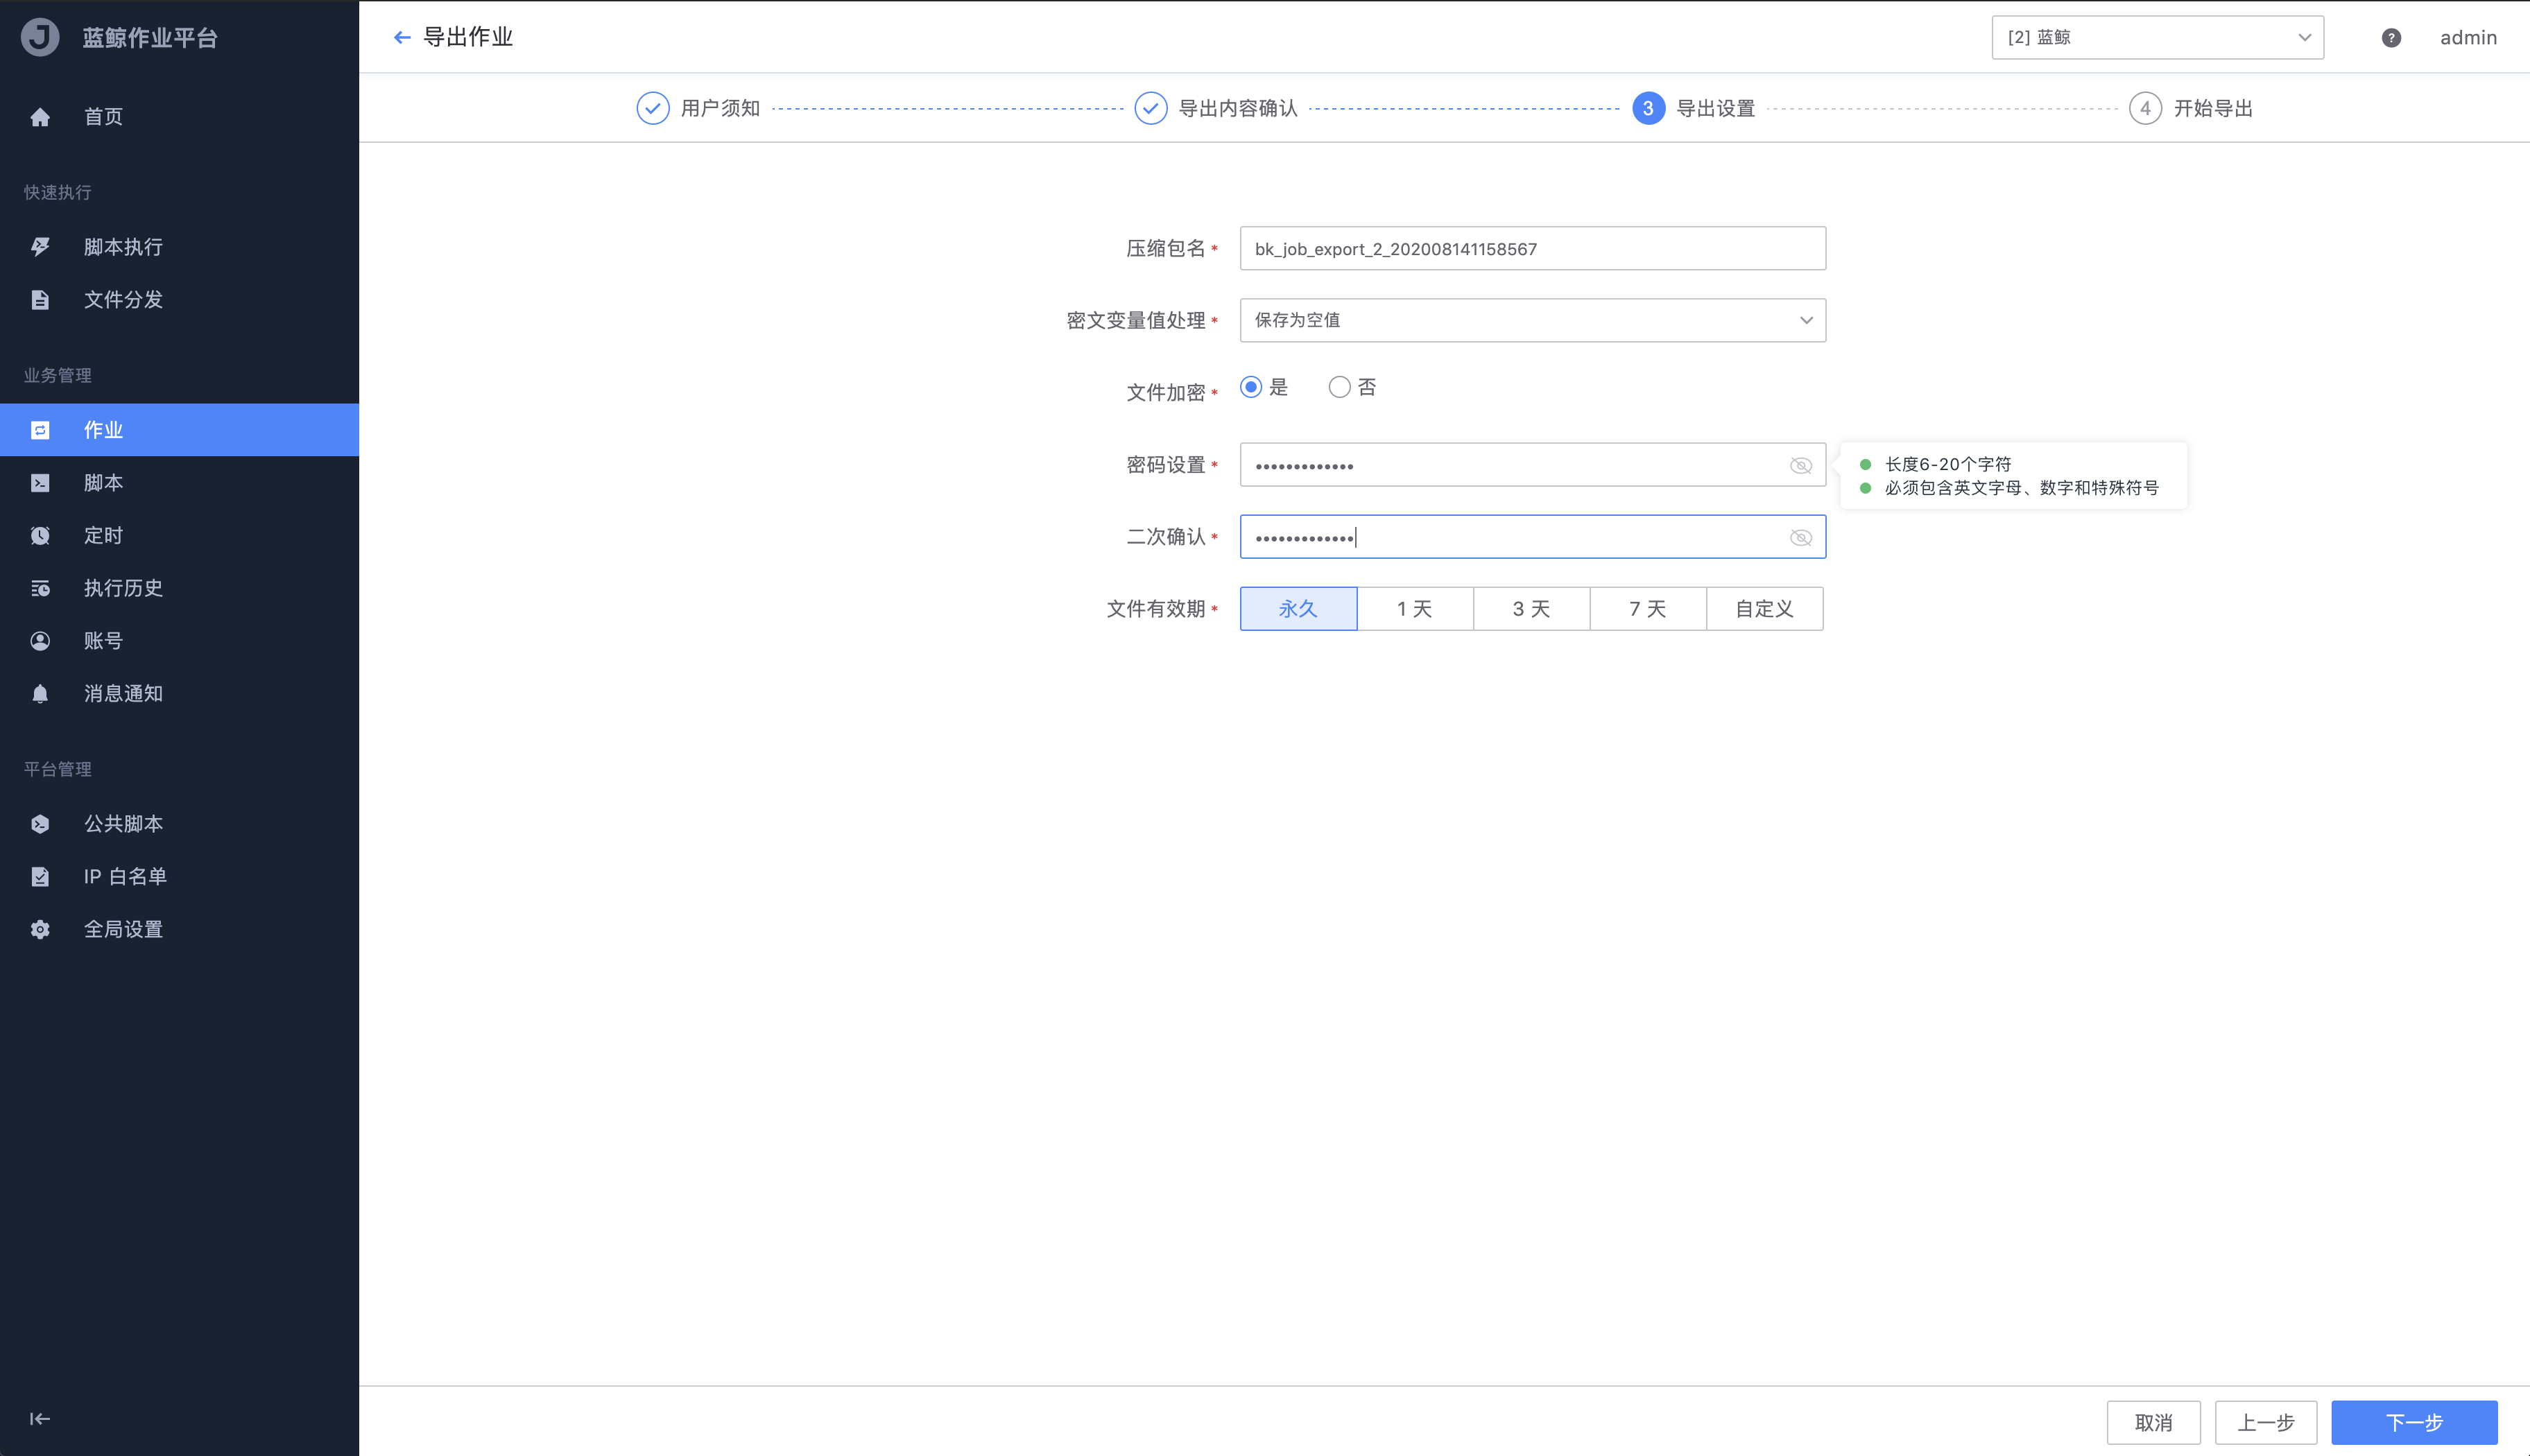 蓝鲸作业平台
首页
快速执行
脚本执行
文件分发
业务管理
作业
脚本
定时
执行历史
账号
消息通知
平台管理
公共脚本
IP 白名单
全局设置
导出作业
[2] 蓝鲸
?
admin
用户须知
导出内容确认
3 导出设置
4 开始导出
压缩包名 *
bk_job_export_2_202008141158567
密文变量值处理 *
保存为空值
文件加密 *
是 否
密码设置 *
•••••••••••••
长度6-20个字符
必须包含英文字母、数字和特殊符号
二次确认 *
•••••••••••••
文件有效期 *
永久 1 天 3 天 7 天 自定义
取消 上一步 下一步